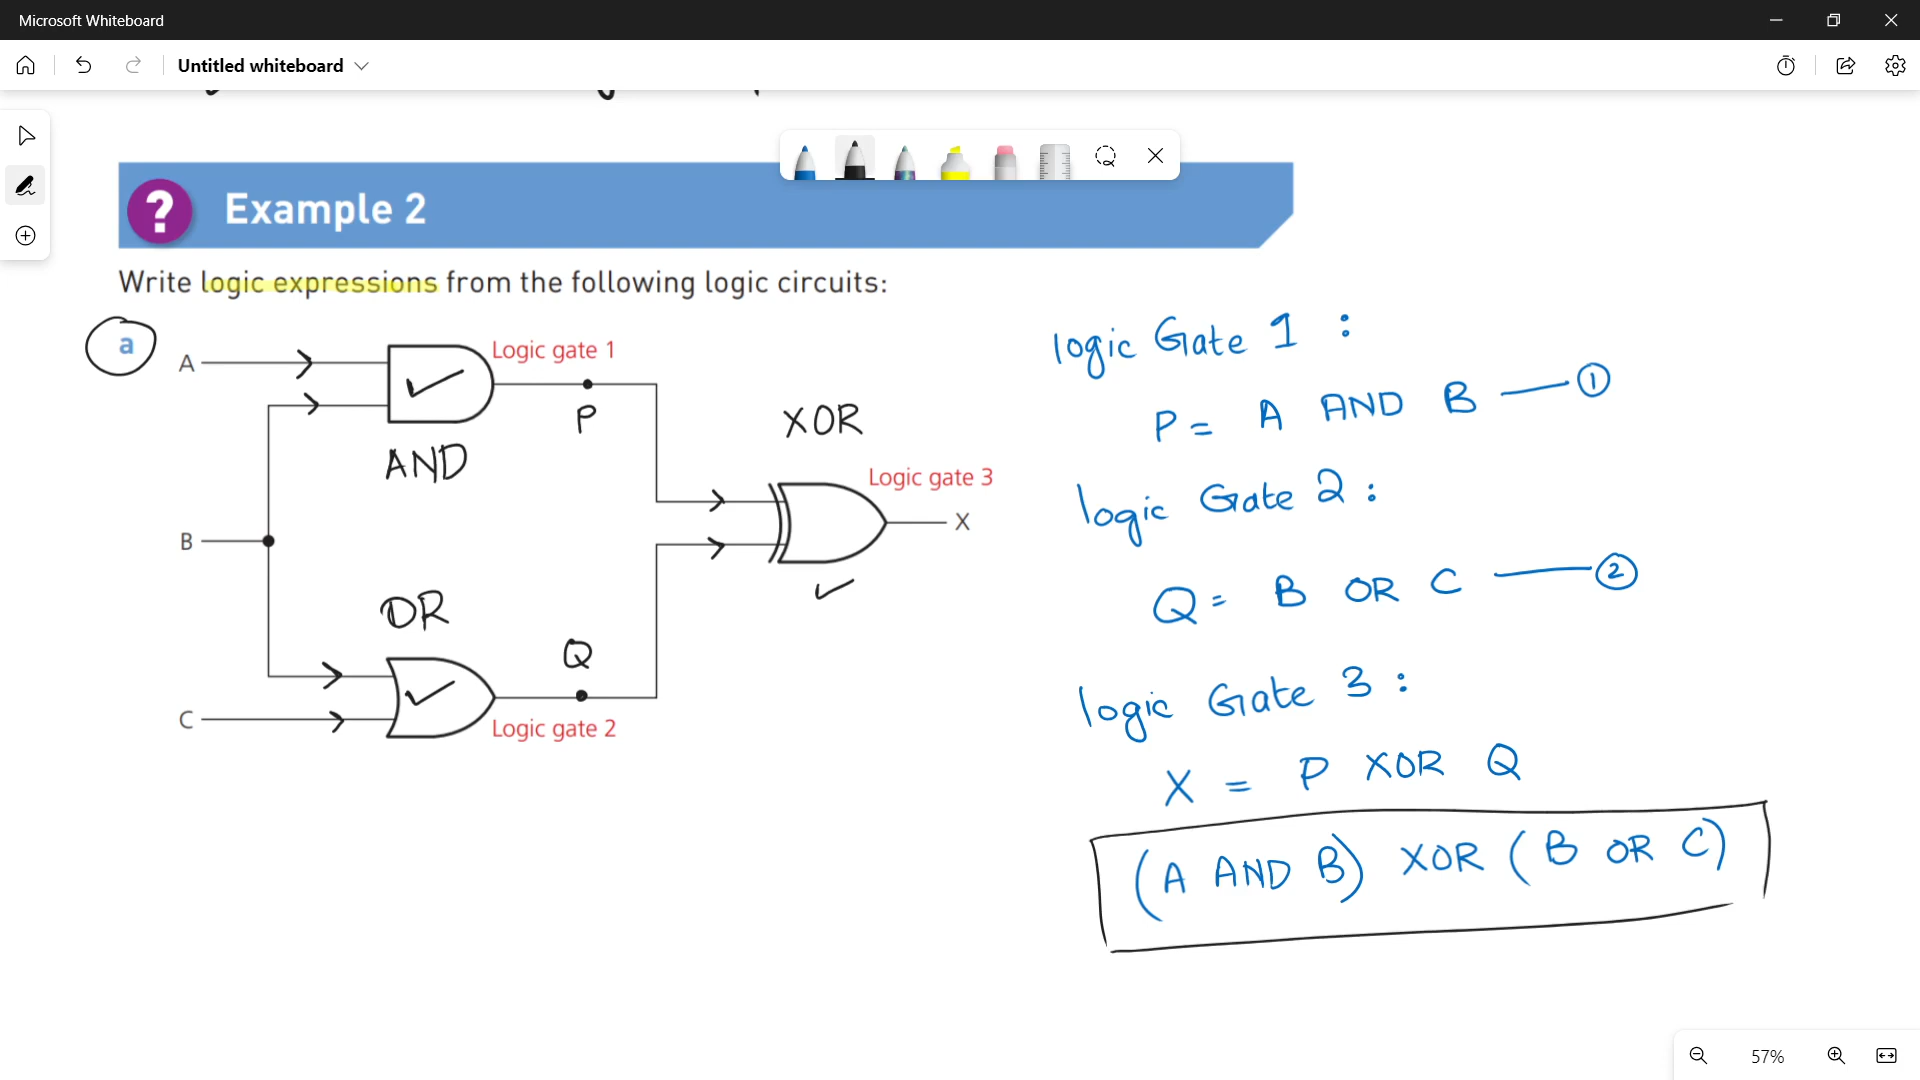 Microsoft Whiteboard
Untitled whiteboard
? Example 2
Write logic expressions from the following logic circuits:
a
A
Logic gate 1
P
AND
B
XOR
Logic gate 3
X
OR
Q
C
Logic gate 2
logic Gate 1 :
P = A AND B — 1
logic Gate 2 :
Q = B OR C — 2
logic Gate 3 :
X = P XOR Q
(A AND B) XOR (B OR C)
57%